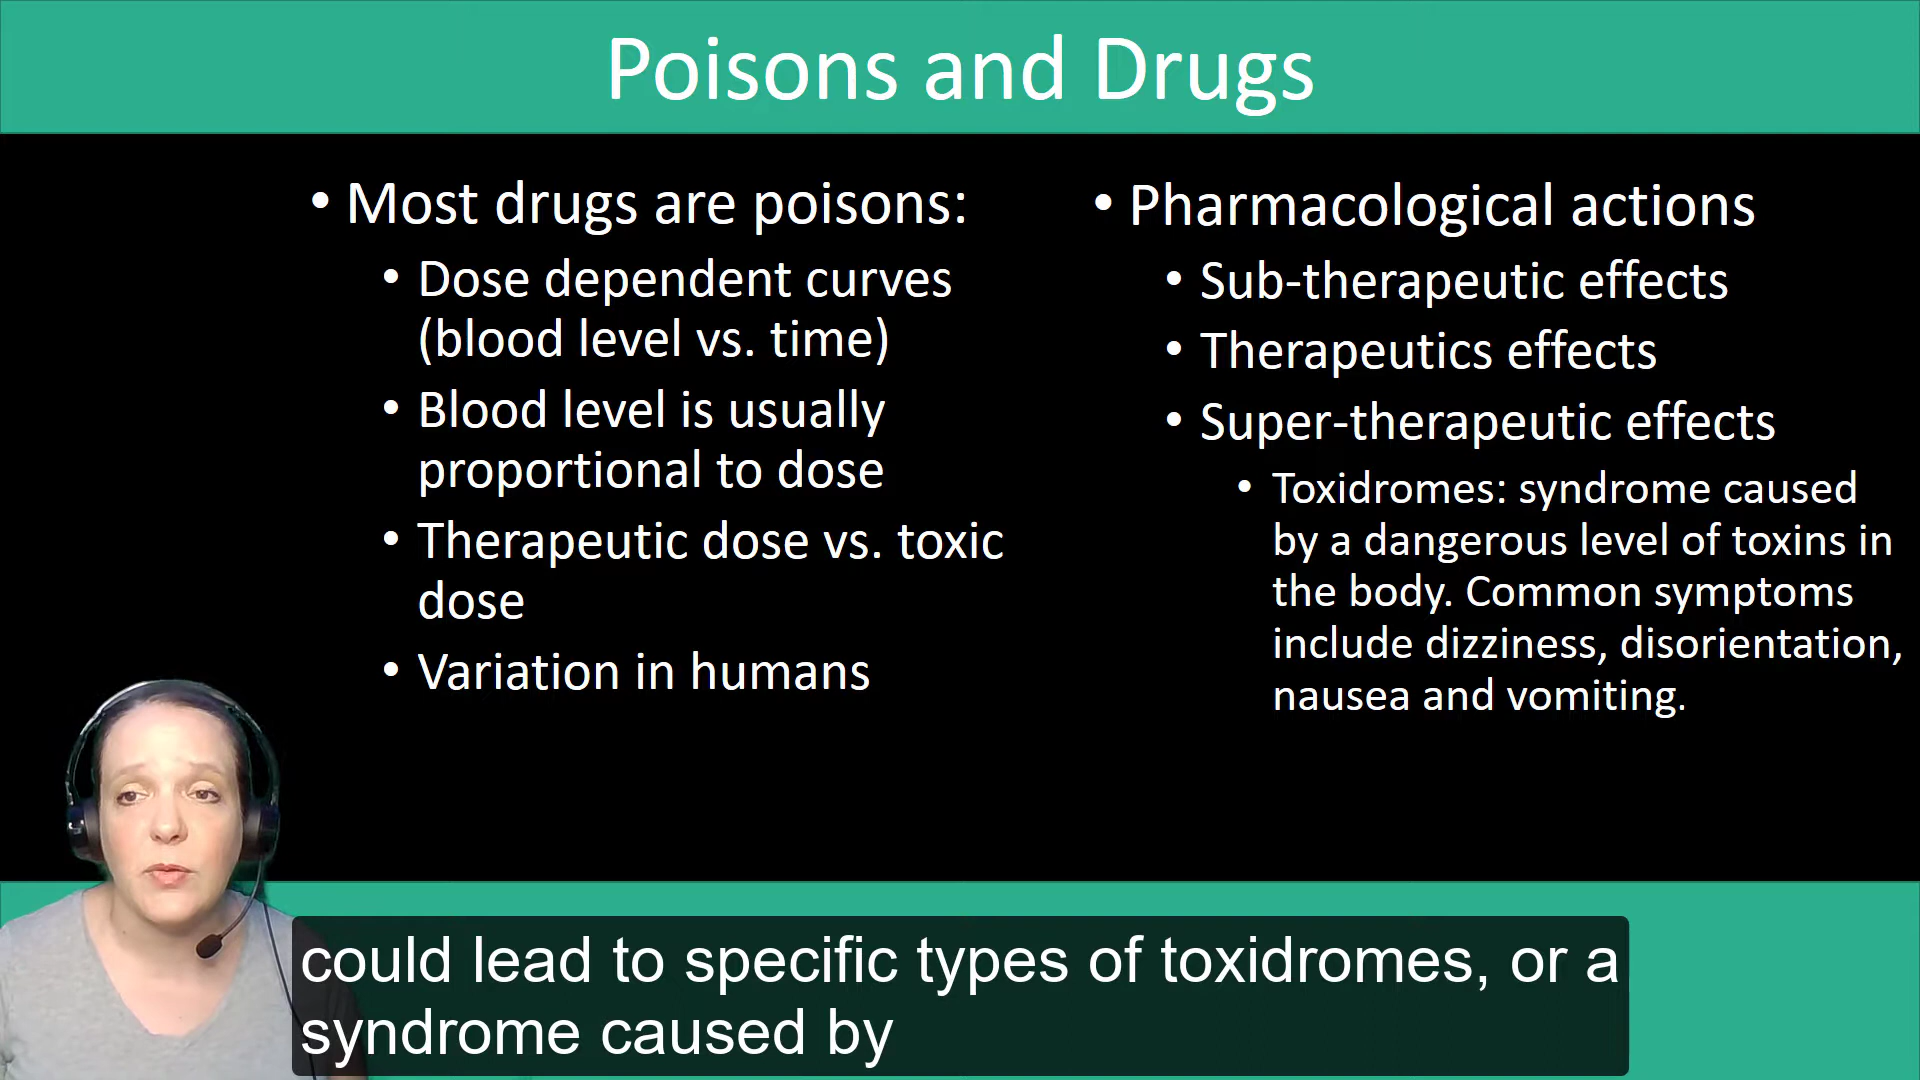 Poisons and Drugs
• Most drugs are poisons:
• Dose dependent curves
(blood level vs. time)
• Blood level is usually
proportional to dose
• Therapeutic dose vs. toxic
dose
• Variation in humans
• Pharmacological actions
• Sub-therapeutic effects
• Therapeutics effects
• Super-therapeutic effects
• Toxidromes: syndrome caused
by a dangerous level of toxins in
the body. Common symptoms
include dizziness, disorientation,
nausea and vomiting.
could lead to specific types of toxidromes, or a
syndrome caused by